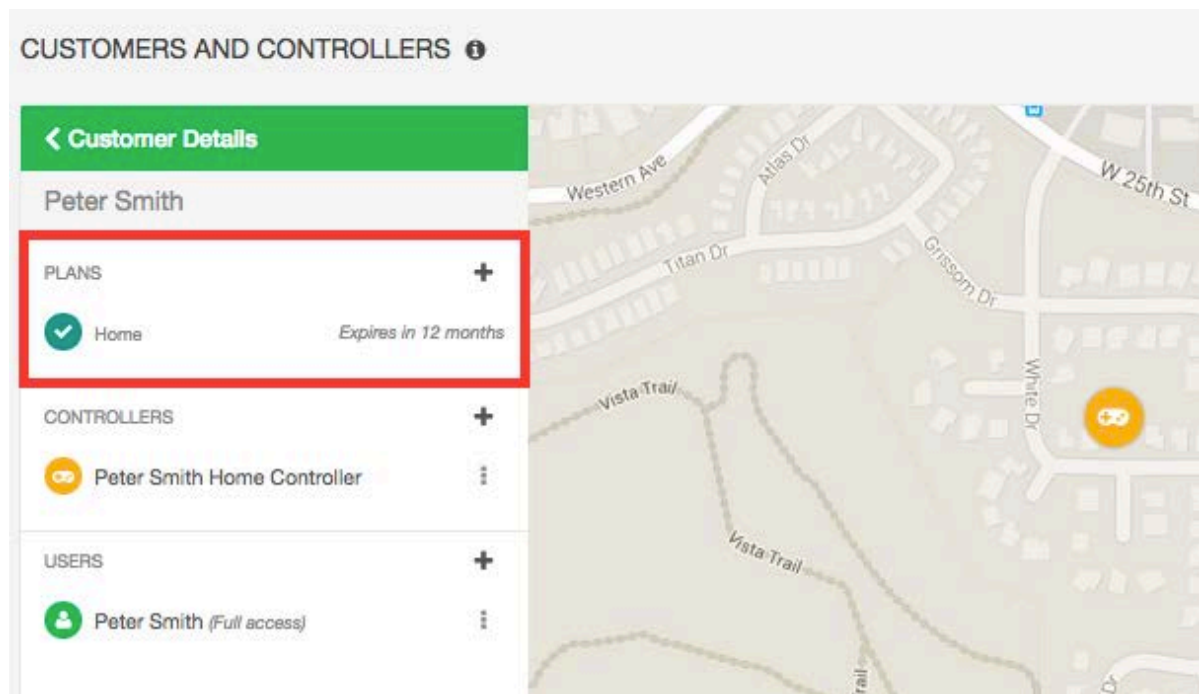 CUSTOMERS AND CONTROLLERS
Customer Details
Peter Smith
PLANS
Home
Expires in 12 months
CONTROLLERS
Peter Smith Home Controller
USERS
Peter Smith (Full access)
Western Ave
Atlas Dr
W 25th St
Titan Dr
Grissom Dr
Vista Trail
White Dr
Vista Trail